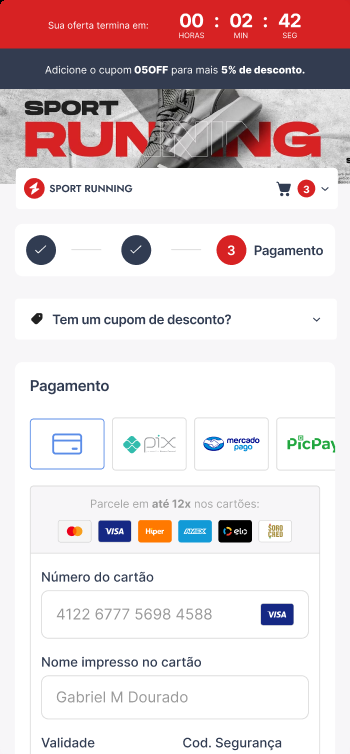 Sua oferta termina em:
00 : 02 : 42
HORAS MIN SEG
Adicione o cupom 05OFF para mais 5% de desconto.
SPORT
RUNNING
SPORT RUNNING
3
3 Pagamento
Tem um cupom de desconto?
Pagamento
pix
mercado
pago
PicPay
Parcele em até 12x nos cartões:
VISA Hiper AMEX elo SORO
CRED
Número do cartão
4122 6777 5698 4588 VISA
Nome impresso no cartão
Gabriel M Dourado
Validade Cod. Segurança